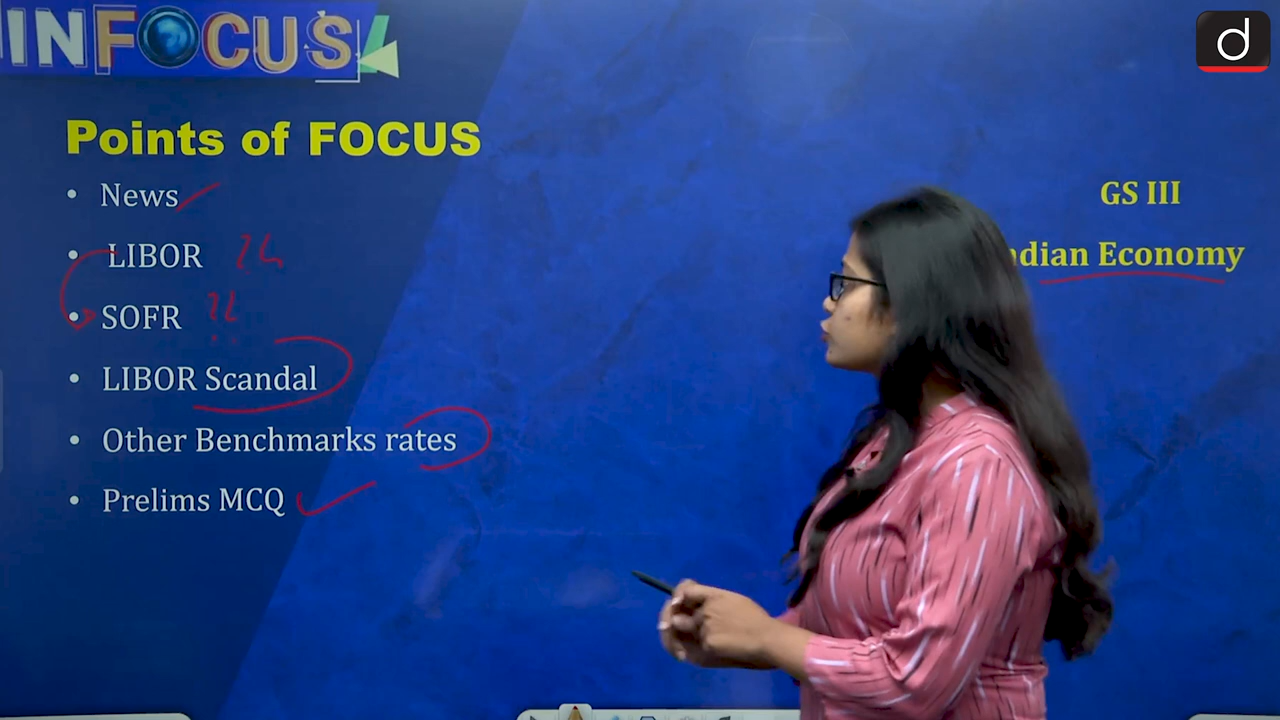 INFOCUS
d
Points of FOCUS
• News
• LIBOR ??
• SOFR ??
• LIBOR Scandal
• Other Benchmarks rates
• Prelims MCQ
GS III
ndian Economy